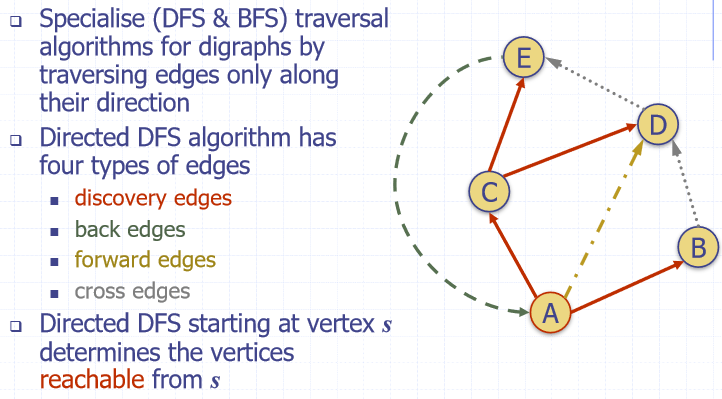 Specialise (DFS & BFS) traversal
algorithms for digraphs by
traversing edges only along
their direction
Directed DFS algorithm has
four types of edges
discovery edges
back edges
forward edges
cross edges
Directed DFS starting at vertex s
determines the vertices
reachable from s
E
D
C
B
A